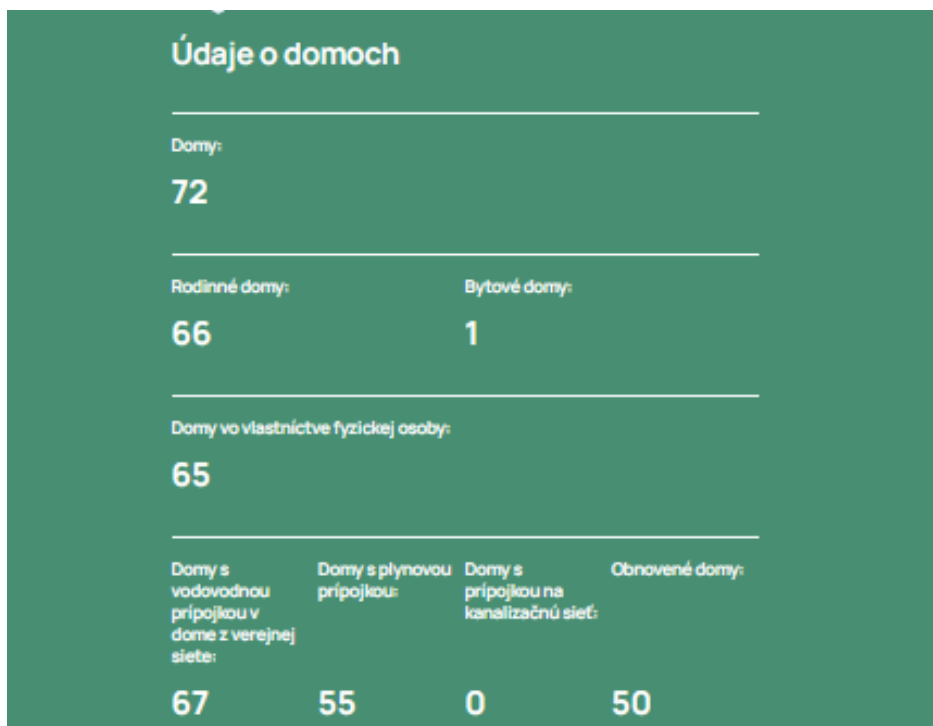 Údaje o domoch
Domy:
72
Rodinné domy:
66
Bytové domy:
1
Domy vo vlastníctve fyzickej osoby:
65
Domy s
vodovodnou
prípojkou v
dome z verejnej
siete:
67
Domy s plynovou
prípojkou:
55
Domy s
prípojkou na
kanalizačnú sieť:
0
Obnovené domy:
50